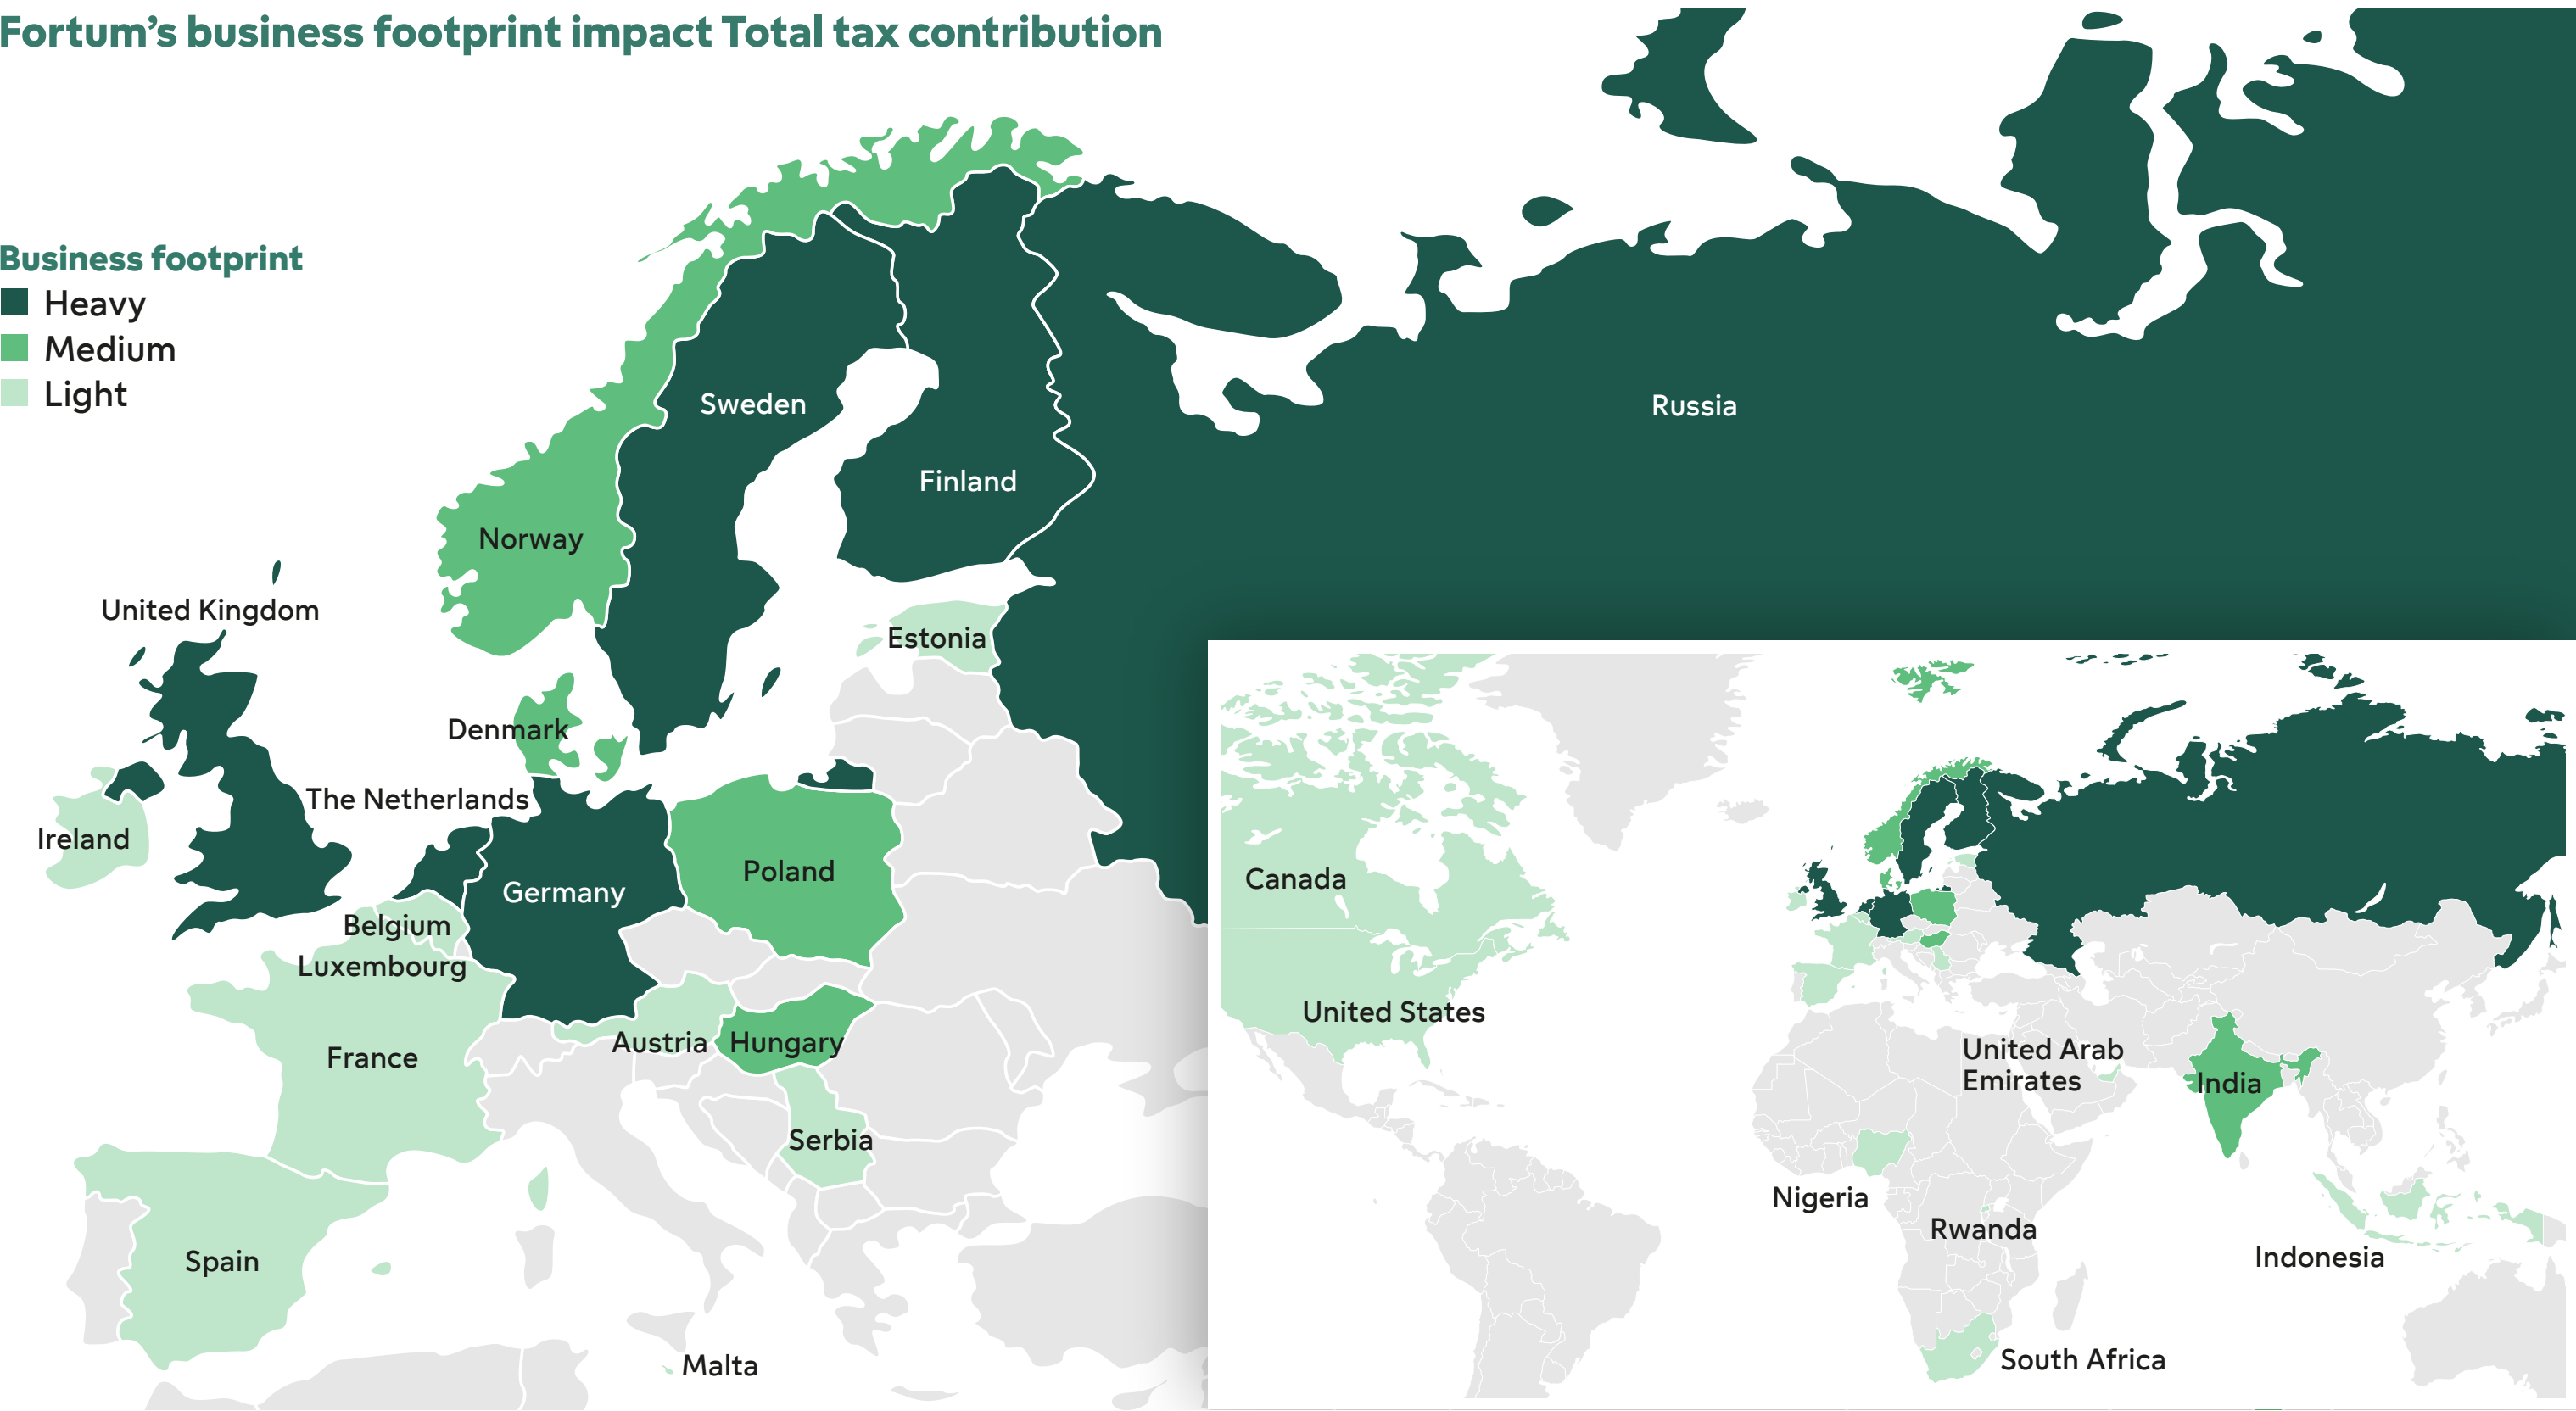 Fortum’s business footprint impact Total tax contribution
Business footprint
Heavy
Medium
Light
Sweden
Russia
Finland
Norway
United Kingdom
Estonia
Denmark
The Netherlands
Ireland
Poland
Germany
Belgium
Luxembourg
Austria
Hungary
France
Serbia
Spain
Malta
Canada
United States
United Arab
Emirates
India
Nigeria
Rwanda
Indonesia
South Africa